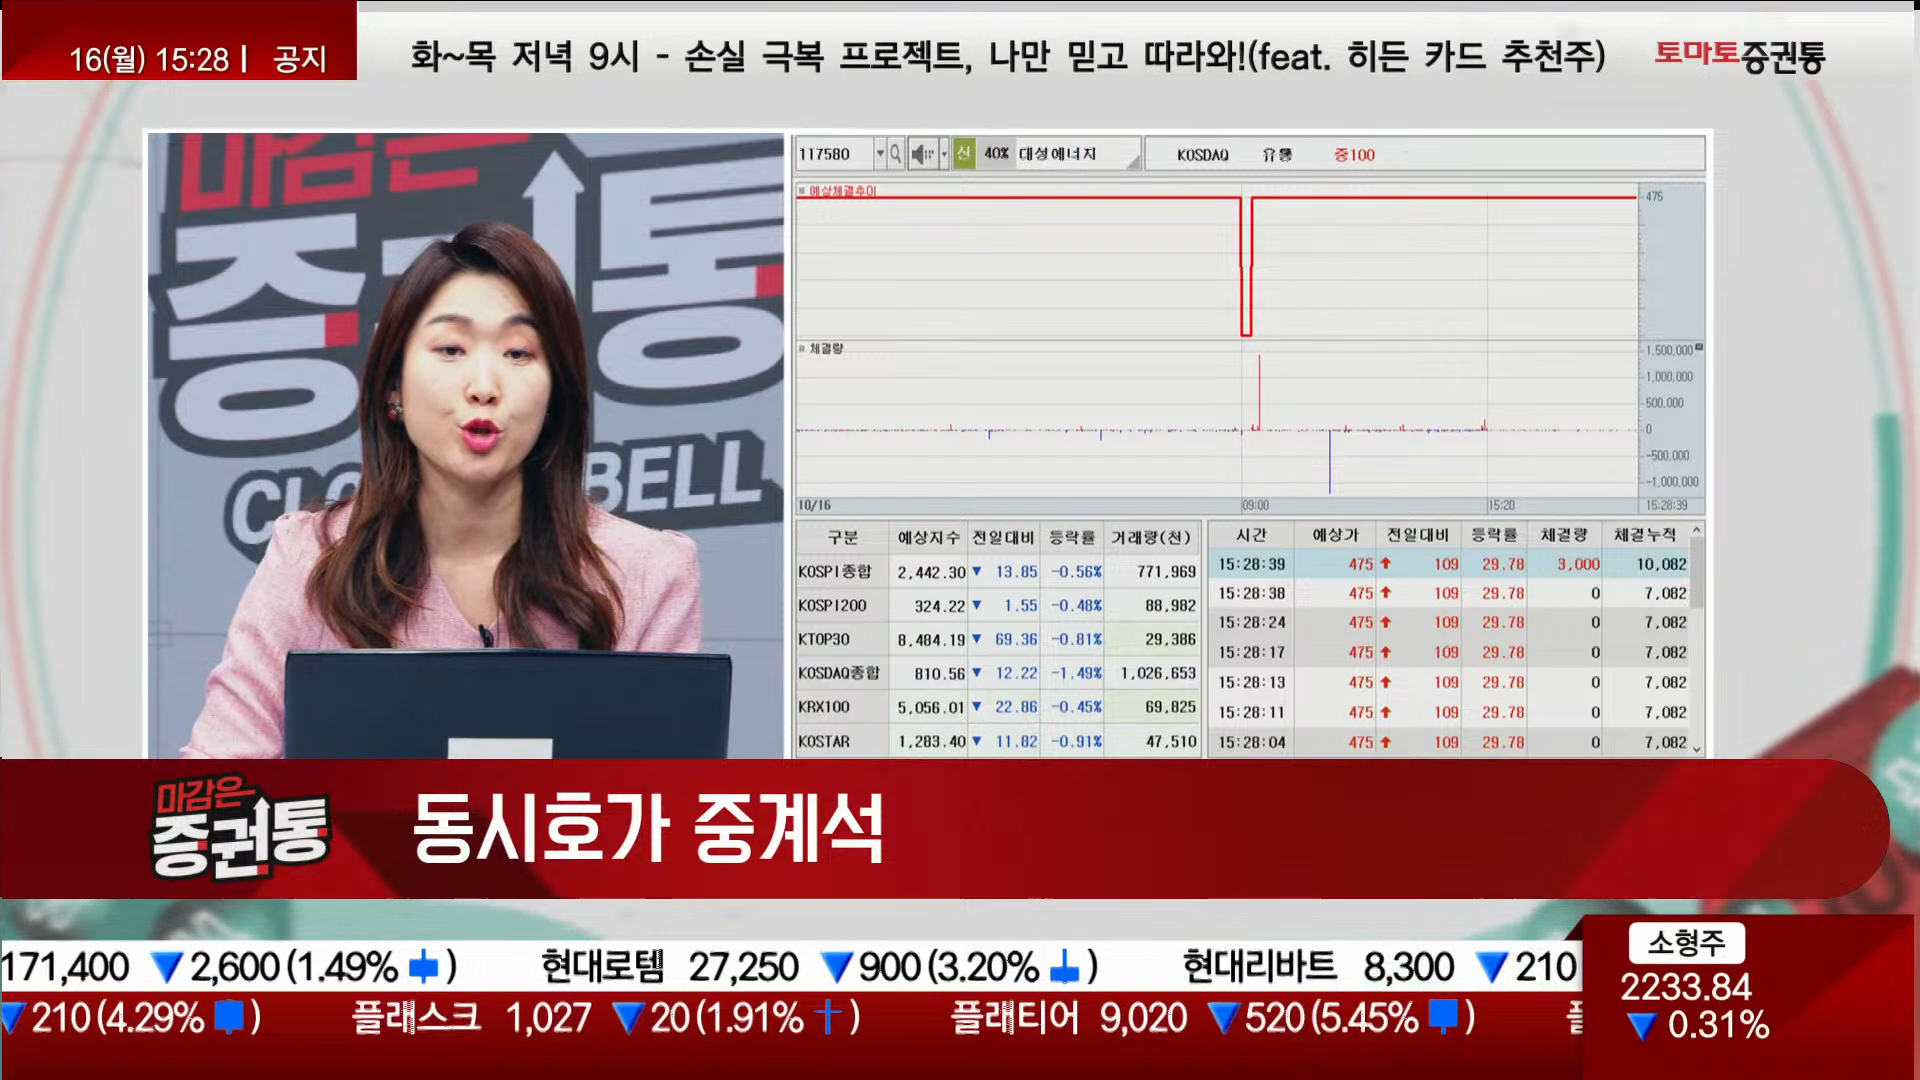 16(월) 15:28 | 공지
화~목 저녁 9시 - 손실 극복 프로젝트, 나만 믿고 따라와!(feat. 히든 카드 추천주)
토마토증권통
마감은
증권통
BELL
117580 신 40% 대성에너지 KOSDAQ 유통 증100
예상체결추이
475
체결량
1,500,000
1,000,000
500,000
0
-500,000
-1,000,000
10/16 09:00 15:20 15:28:39
구분 예상지수 전일대비 등락률 거래량(천)
KOSPI종합 2,442.30 ▼ 13.85 -0.56% 771,969
KOSPI200 324.22 ▼ 1.55 -0.48% 88,982
KTOP30 8,484.19 ▼ 69.36 -0.81% 29,386
KOSDAQ종합 810.56 ▼ 12.22 -1.49% 1,026,653
KRX100 5,056.01 ▼ 22.86 -0.45% 69,825
KOSTAR 1,283.40 ▼ 11.82 -0.91% 47,510
시간 예상가 전일대비 등락률 체결량 체결누적
15:28:39 475 ↑ 109 29.78 3,000 10,082
15:28:38 475 ↑ 109 29.78 0 7,082
15:28:24 475 ↑ 109 29.78 0 7,082
15:28:17 475 ↑ 109 29.78 0 7,082
15:28:13 475 ↑ 109 29.78 0 7,082
15:28:11 475 ↑ 109 29.78 0 7,082
15:28:04 475 ↑ 109 29.78 0 7,082
마감은
증권통
동시호가 중계석
171,400 ▼2,600(1.49%) 현대로템 27,250 ▼900(3.20%) 현대리바트 8,300 ▼210
▼210(4.29%) 플래스크 1,027 ▼20(1.91%) 플래티어 9,020 ▼520(5.45%)
소형주
2233.84
▼ 0.31%